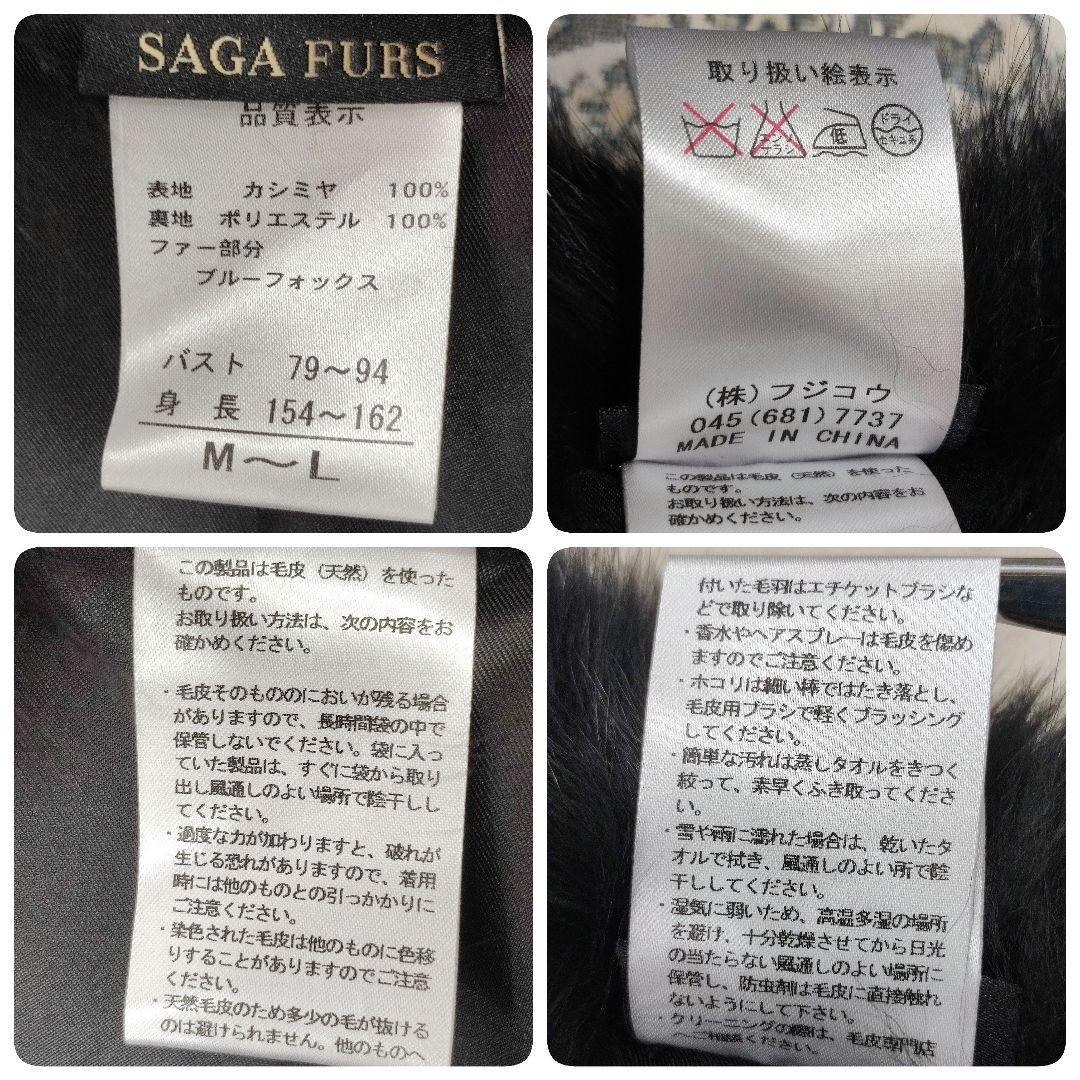 SAGA FURS
品質表示
表地 カシミヤ 100%
裏地 ポリエステル 100%
ファー部分
ブルーフォックス
バスト 79～94
身 長 154～162
M～L
取り扱い絵表示
エンソ
サラシ
低
ドライ
セキユ系
(株)フジコウ
045(681)7737
MADE IN CHINA
この製品は毛皮(天然)を使った
ものです。
お取り扱い方法は、次の内容をお
確かめください。
この製品は毛皮(天然)を使った
ものです。
お取り扱い方法は、次の内容をお
確かめください。
・毛皮そのもののにおいが残る場合
がありますので、長時間袋の中で
保管しないでください。袋に入っ
ていた製品は、すぐに袋から取り
出し風通しのよい場所で陰干しし
てください。
・過度な力が加わりますと、破れが
生じる恐れがありますので、着用
時には他のものとの引っかかりに
ご注意ください。
・染色された毛皮は他のものに色移
りすることがありますのでご注意
ください。
・天然毛皮のため多少の毛が抜ける
のは避けられません。他のものへ
付いた毛羽はエチケットブラシな
どで取り除いてください。
・香水やヘアスプレーは毛皮を傷め
ますのでご注意ください。
・ホコリは細い棒ではたき落とし、
毛皮用ブラシで軽くブラッシング
してください。
・簡単な汚れは蒸しタオルをきつく
絞って、素早くふき取ってくださ
い。
・雪や雨に濡れた場合は、乾いたタ
オルで拭き、風通しのよい所で陰
干ししてください。
・湿気に弱いため、高温多湿の場所
を避け、十分乾燥させてから日光
の当たらない風通しのよい場所に
保管し、防虫剤は毛皮に直接触れ
ないようにして下さい。
・クリーニングの際は、毛皮専門店
へご相談ください。